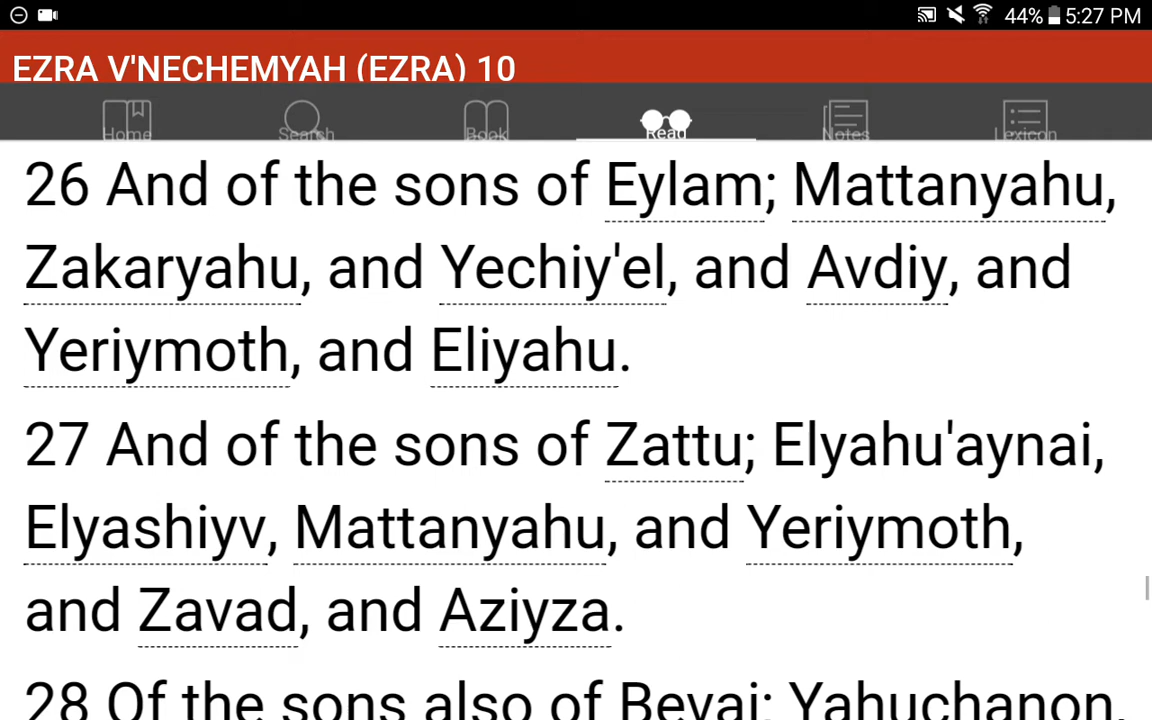 44% 5:27 PM
EZRA V'NECHEMYAH (EZRA) 10
Home Search Book Read Notes Lexicon
26 And of the sons of Eylam; Mattanyahu,
Zakaryahu, and Yechiy'el, and Avdiy, and
Yeriymoth, and Eliyahu.
27 And of the sons of Zattu; Elyahu'aynai,
Elyashiyv, Mattanyahu, and Yeriymoth,
and Zavad, and Aziyza.
28 Of the sons also of Bevai; Yahuchanon,